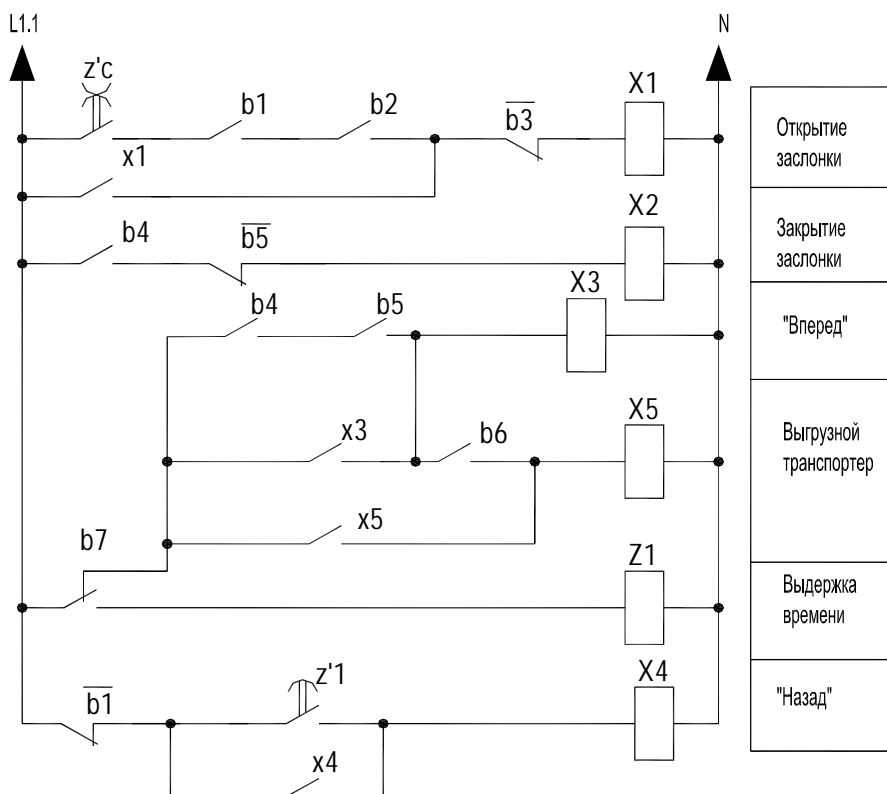 L1.1
N
z'c
b1
b2
b3
X1
Открытие
заслонки
x1
b4
b5
X2
Закрытие
заслонки
b4
b5
X3
"Вперед"
x3
b6
X5
Выгрузной
транспортер
x5
b7
Z1
Выдержка
времени
b1
z'1
X4
"Назад"
x4